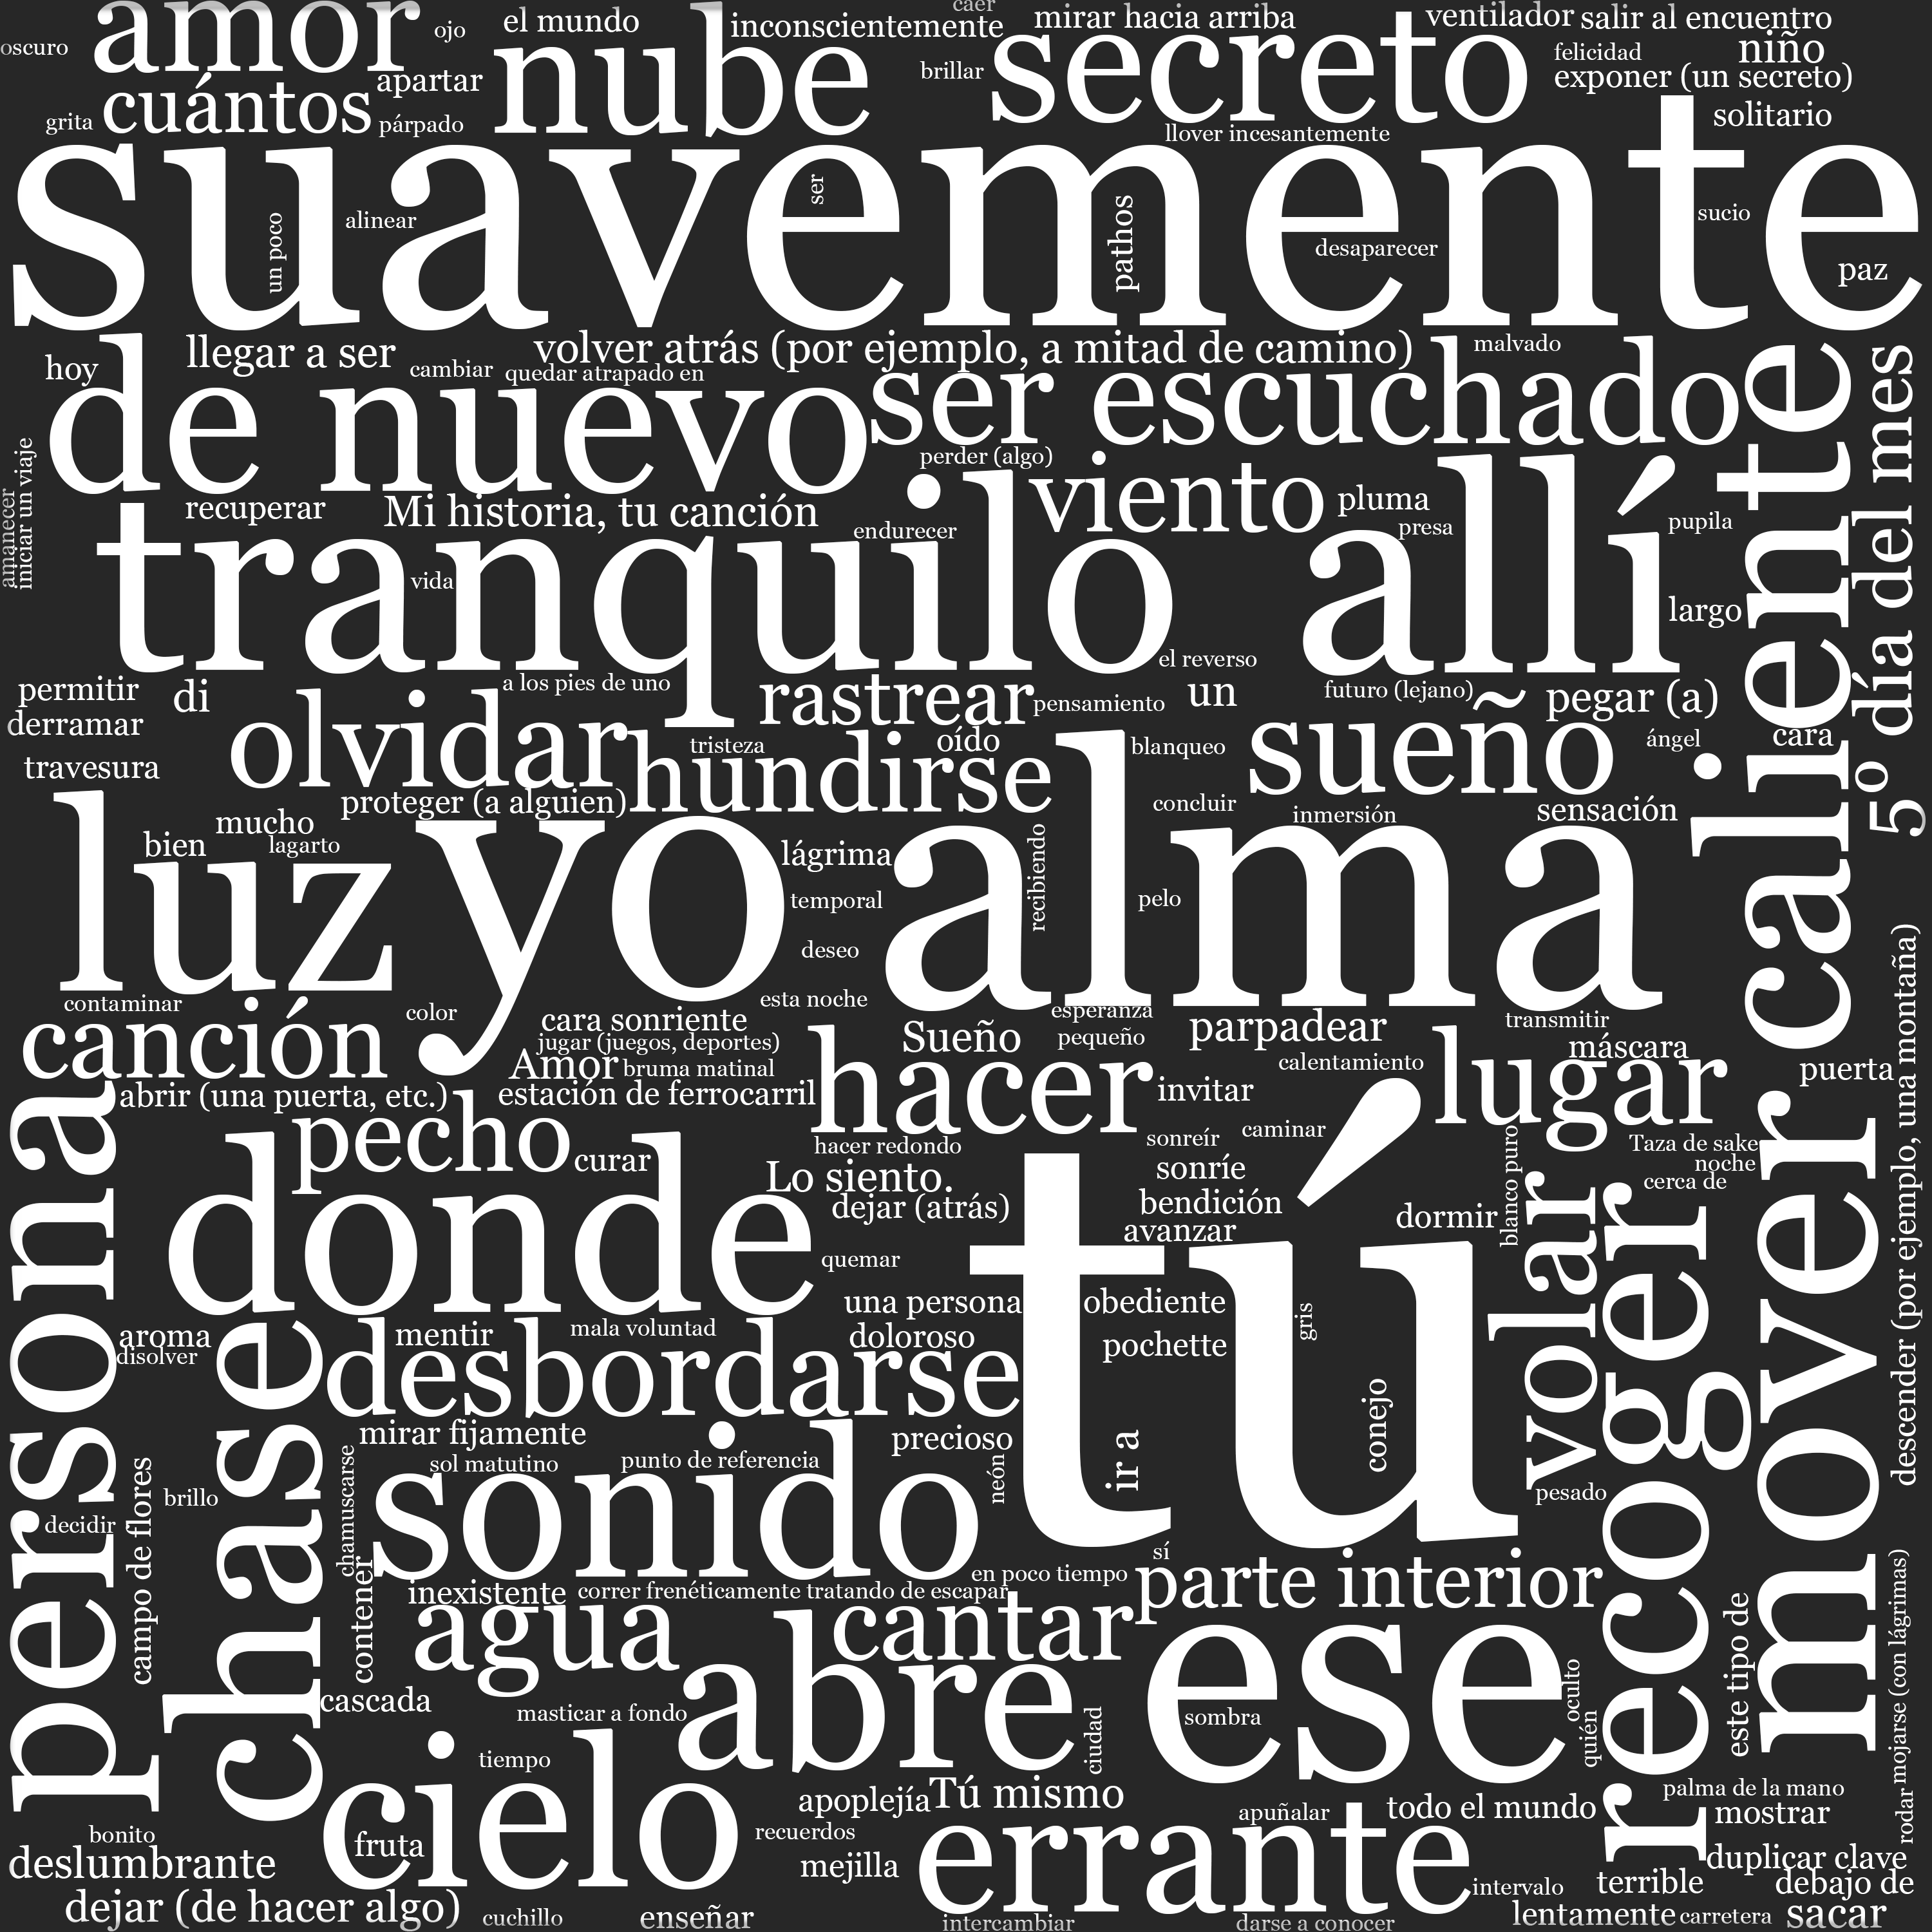 caer
amor
ojo
el mundo
inconscientemente
mirar hacia arriba
ventilador
salir al encuentro
oscuro
nube
secreto
felicidad
niño
apartar
brillar
exponer (un secreto)
cuántos
grita
párpado
llover incesantemente
solitario
suavemente
ser
un poco
alinear
pathos
desaparecer
sucio
paz
hoy
llegar a ser
cambiar
volver atrás (por ejemplo, a mitad de camino)
quedar atrapado en
malvado
de nuevo
ser escuchado
caliente
5º día del mes
perder (algo)
amanecer
iniciar un viaje
recuperar
Mi historia, tu canción
endurecer
viento
pluma
presa
pupila
tranquilo
allí
vida
largo
el reverso
permitir
di
a los pies de uno
rastrear
pensamiento
un
futuro (lejano)
pegar (a)
derramar
olvidar
tristeza
oído
blanqueo
sueño
ángel
cara
travesura
hundirse
proteger (a alguien)
concluir
inmersión
sensación
mucho
bien
lagarto
luz
yo
lágrima
alma
recibiendo
temporal
pelo
deseo
esta noche
contaminar
color
canción
cara sonriente
jugar (juegos, deportes)
Sueño
esperanza
pequeño
parpadear
transmitir
máscara
lugar
Amor
bruma matinal
hacer
calentamiento
puerta
descender (por ejemplo, una montaña)
abrir (una puerta, etc.)
estación de ferrocarril
invitar
persona
pecho
curar
hacer redondo
sonreír
caminar
Taza de sake
noche
cerca de
blanco puro
Lo siento.
sonríe
dejar (atrás)
bendición
dormir
avanzar
donde
quemar
tú
volar
recoger
mover
una persona
obediente
gris
aroma
disolver
mentir
mala voluntad
doloroso
pochette
chase
desbordarse
conejo
mirar fijamente
precioso
ir a
sol matutino
punto de referencia
neón
pesado
brillo
decidir
campo de flores
chamuscarse
contener
sonido
sí
en poco tiempo
inexistente
correr frenéticamente tratando de escapar
parte interior
agua
cantar
rodar mojarse (con lágrimas)
este tipo de
abre
ese
oculto
quién
cascada
masticar a fondo
ciudad
sombra
cielo
tiempo
apoplejía
Tú mismo
apuñalar
todo el mundo
palma de la mano
mostrar
bonito
fruta
recuerdos
errante
deslumbrante
mejilla
duplicar clave
terrible
debajo de
intervalo
dejar (de hacer algo)
cuchillo
enseñar
intercambiar
darse a conocer
lentamente
carretera
sacar